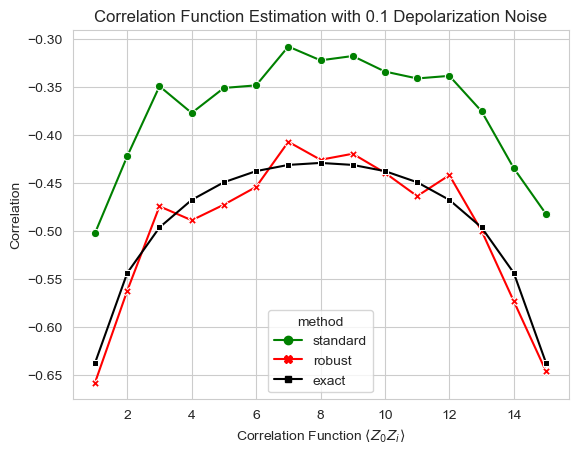 Correlation Function Estimation with 0.1 Depolarization Noise
−0.30
−0.35
−0.40
−0.45
−0.50
−0.55
−0.60
−0.65
Correlation
2 4 6 8 10 12 14
Correlation Function ⟨Z₀Zᵢ⟩
method
standard
robust
exact